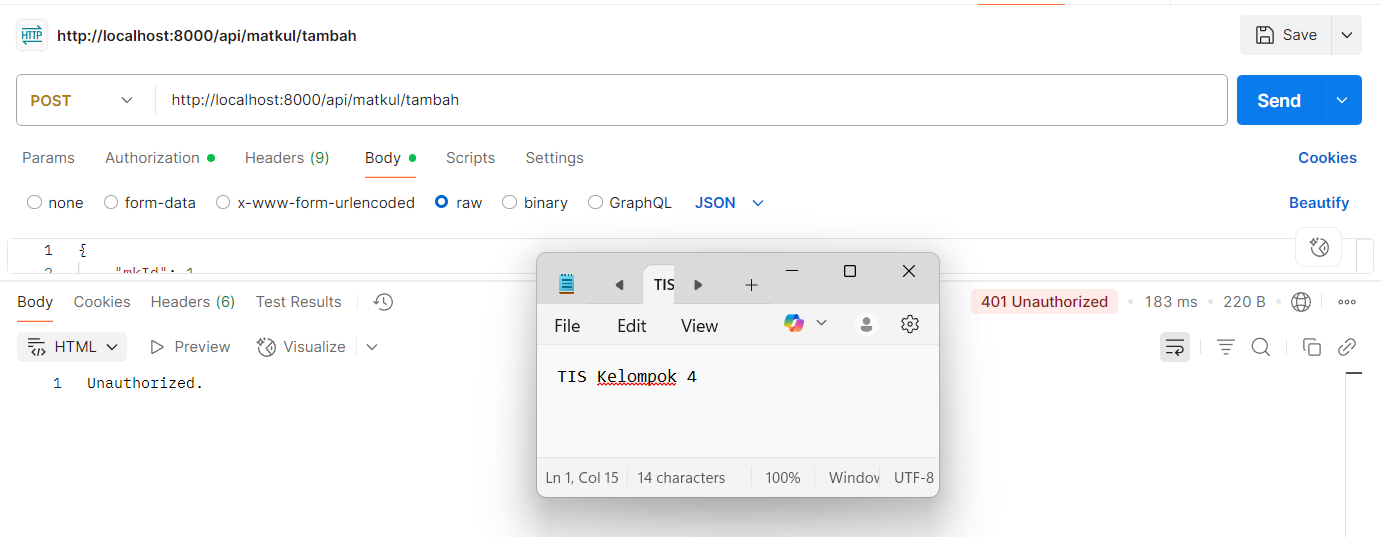 HTTP http://localhost:8000/api/matkul/tambah Save
POST http://localhost:8000/api/matkul/tambah Send
Params Authorization Headers (9) Body Scripts Settings Cookies
none form-data x-www-form-urlencoded raw binary GraphQL JSON Beautify
1 {
2 "mkId": 1
Body Cookies Headers (6) Test Results 401 Unauthorized 183 ms 220 B
HTML Preview Visualize
1 Unauthorized.
TIS
File Edit View
TIS Kelompok 4
Ln 1, Col 15 14 characters 100% Window UTF-8